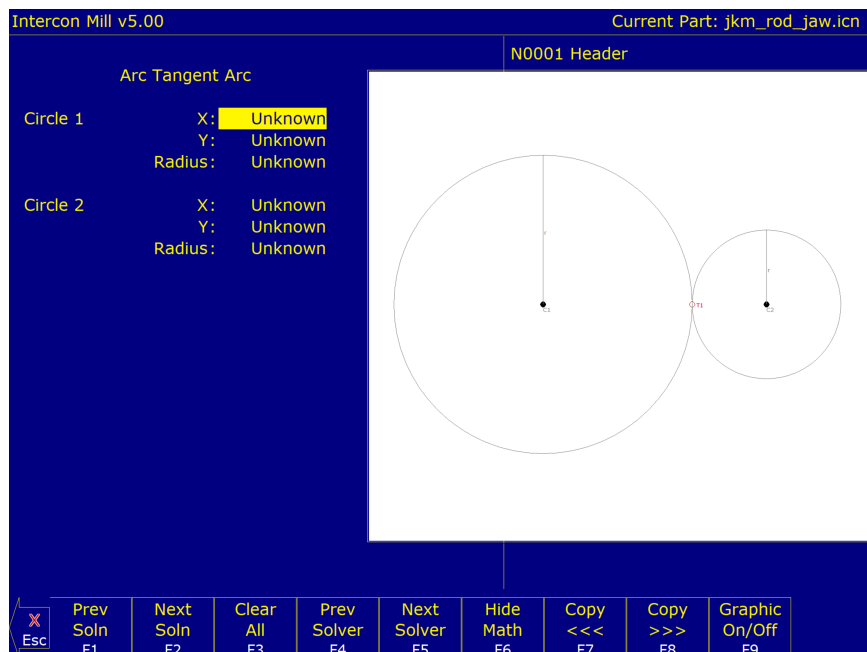 Intercon Mill v5.00
Current Part: jkm_rod_jaw.icn
N0001 Header
Arc Tangent Arc
Circle 1 X: Unknown
Y: Unknown
Radius: Unknown
Circle 2 X: Unknown
Y: Unknown
Radius: Unknown
r
C1
T1
r
C2
X
Esc
Prev Soln F1
Next Soln F2
Clear All F3
Prev Solver F4
Next Solver F5
Hide Math F6
Copy <<< F7
Copy >>> F8
Graphic On/Off F9